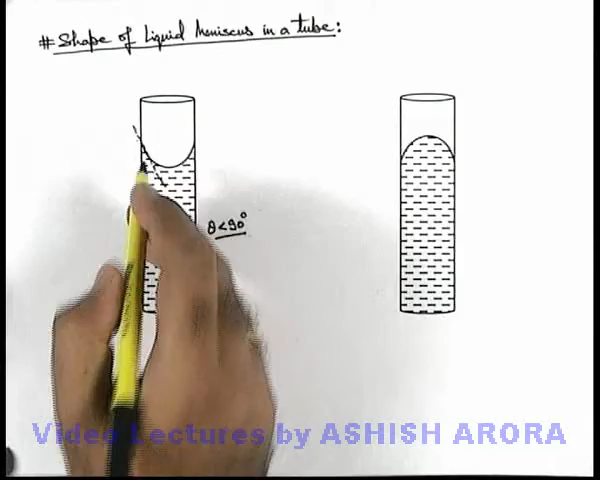 # Shape of Liquid Meniscus in a tube:
θ<90°
Video Lectures by ASHISH ARORA